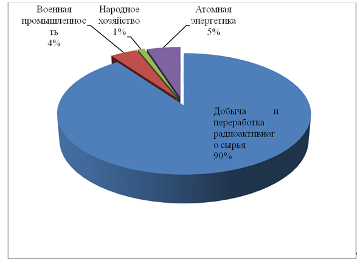 Военная
промышленнос
ть
4%
Народное
хозяйство
1%
Атомная
энергетика
5%
Добыча и
переработка
радиоактивног
о сырья
90%